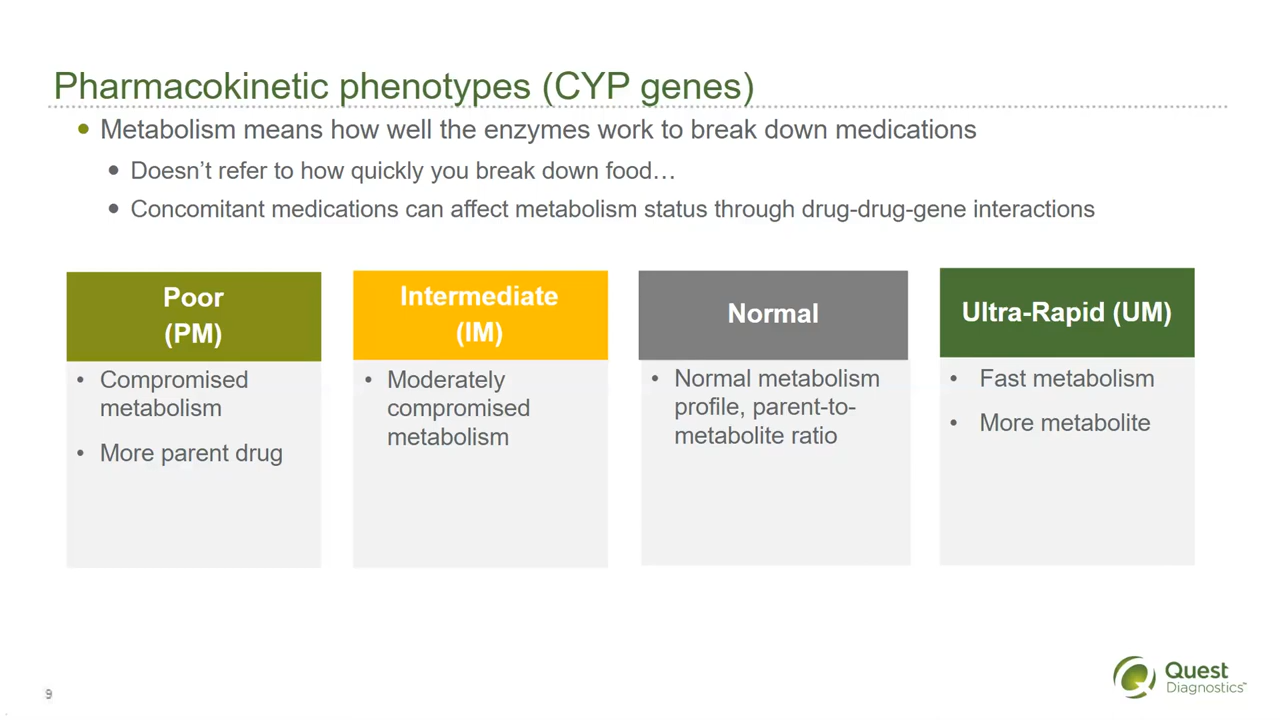 Pharmacokinetic phenotypes (CYP genes)
• Metabolism means how well the enzymes work to break down medications
• Doesn’t refer to how quickly you break down food…
• Concomitant medications can affect metabolism status through drug-drug-gene interactions
Poor
(PM)
• Compromised
metabolism
• More parent drug
Intermediate
(IM)
• Moderately
compromised
metabolism
Normal
• Normal metabolism
profile, parent-to-
metabolite ratio
Ultra-Rapid (UM)
• Fast metabolism
• More metabolite
9
Quest
Diagnostics™